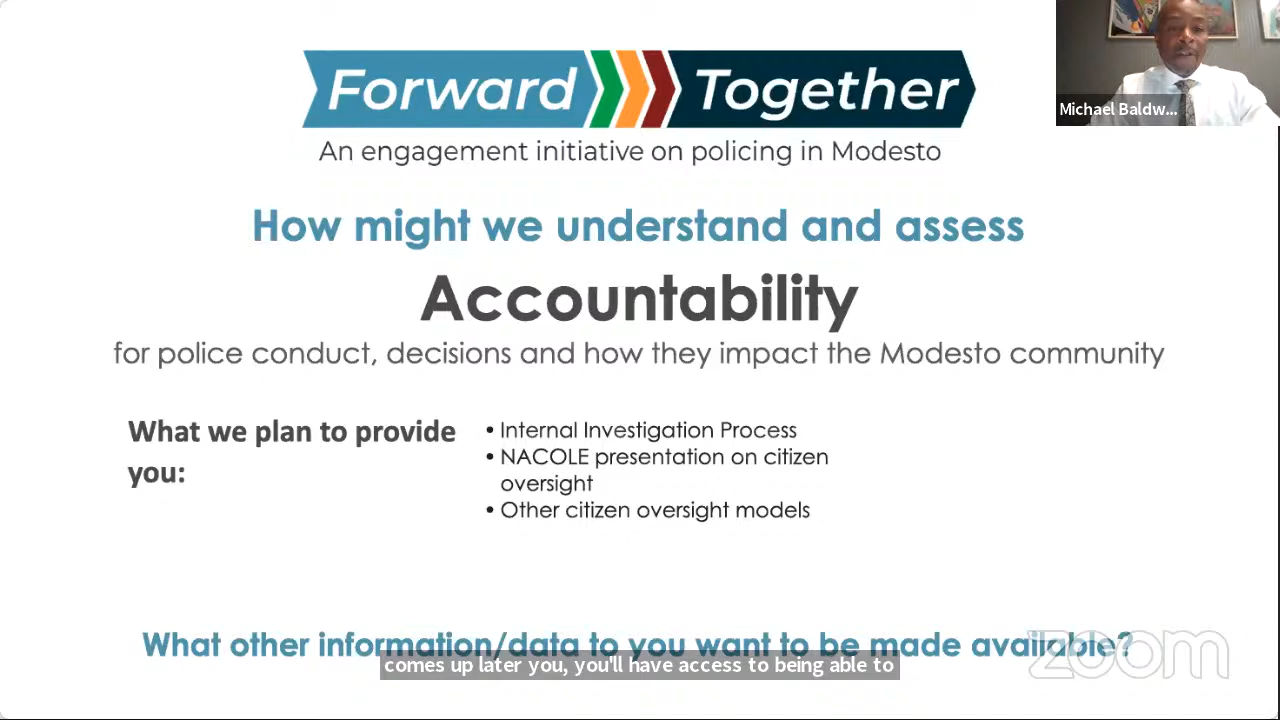 Forward Together
An engagement initiative on policing in Modesto
Michael Baldw...
How might we understand and assess
Accountability
for police conduct, decisions and how they impact the Modesto community
What we plan to provide
you:
• Internal Investigation Process
• NACOLE presentation on citizen
oversight
• Other citizen oversight models
What other information/data to you want to be made available?
comes up later you, you'll have access to being able to
zoom